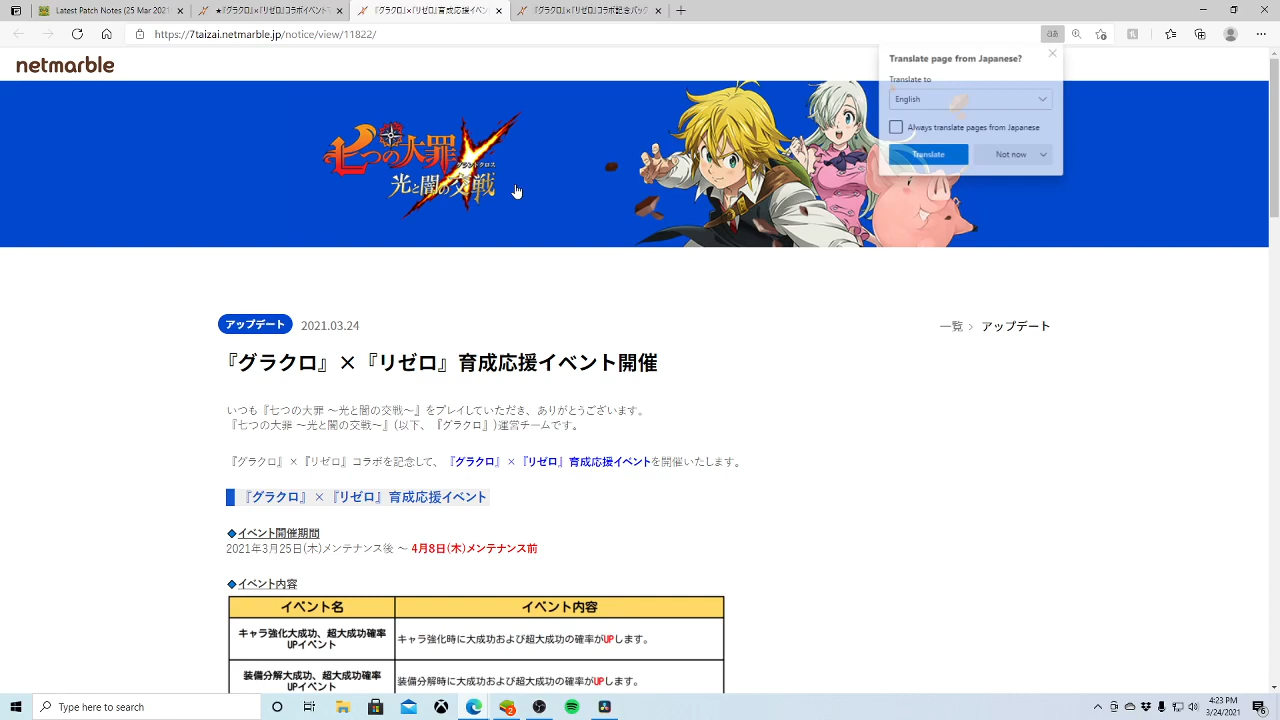 Latest Patch Notes (25 Mar 2021)
★『グラクロ』×『リゼロ』コラボイベント
『グラクロ』×『リゼロ』育成応援イベ
『グラクロ』×『リゼロ』コラボ記念パッ
https://7taizai.netmarble.jp/notice/view/11822/
netmarble
Translate page from Japanese?
Translate to
English
Always translate pages from Japanese
Translate
Not now
七つの大罪
グランドクロス
光と闇の交戦
アップデート 2021.03.24
一覧 > アップデート
『グラクロ』×『リゼロ』育成応援イベント開催
いつも『七つの大罪 ～光と闇の交戦～』をプレイしていただき、ありがとうございます。
『七つの大罪 ～光と闇の交戦～』(以下、『グラクロ』)運営チームです。
『グラクロ』×『リゼロ』コラボを記念して、『グラクロ』×『リゼロ』育成応援イベントを開催いたします。
『グラクロ』×『リゼロ』育成応援イベント
◆イベント開催期間
2021年3月25日(木)メンテナンス後 ～ 4月8日(木)メンテナンス前
◆イベント内容
イベント名 イベント内容
キャラ強化大成功、超大成功確率
UPイベント
キャラ強化時に大成功および超大成功の確率がUPします。
装備分解大成功、超大成功確率
UPイベント
装備分解時に大成功および超大成功の確率がUPします。
Type here to search
2
4:23 PM
3/24/2021
6